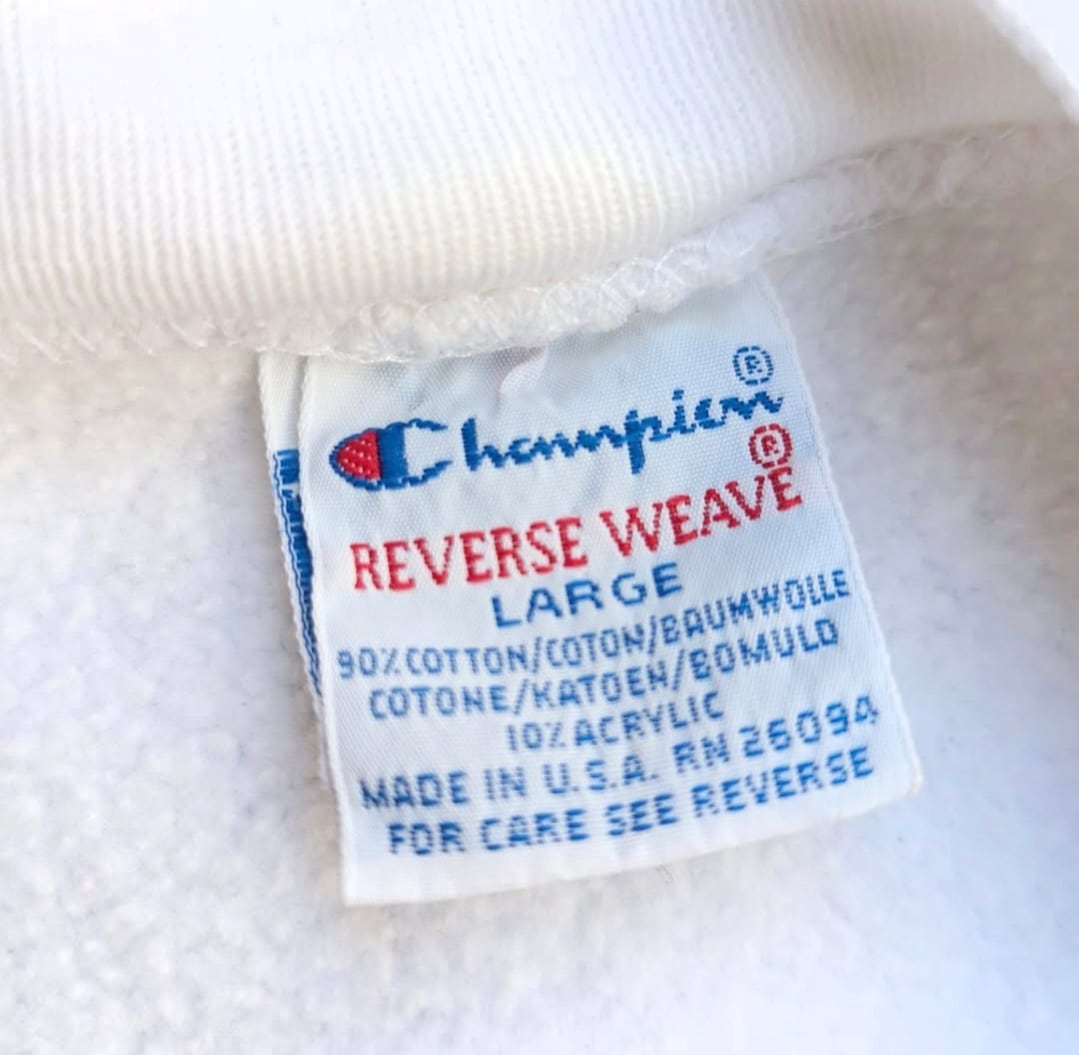 Champion®
REVERSE WEAVE®
LARGE
90%COTTON/COTON/BAUMWOLLE
COTONE/KATOEN/BOMULD
10%ACRYLIC
MADE IN U.S.A. RN 26094
FOR CARE SEE REVERSE